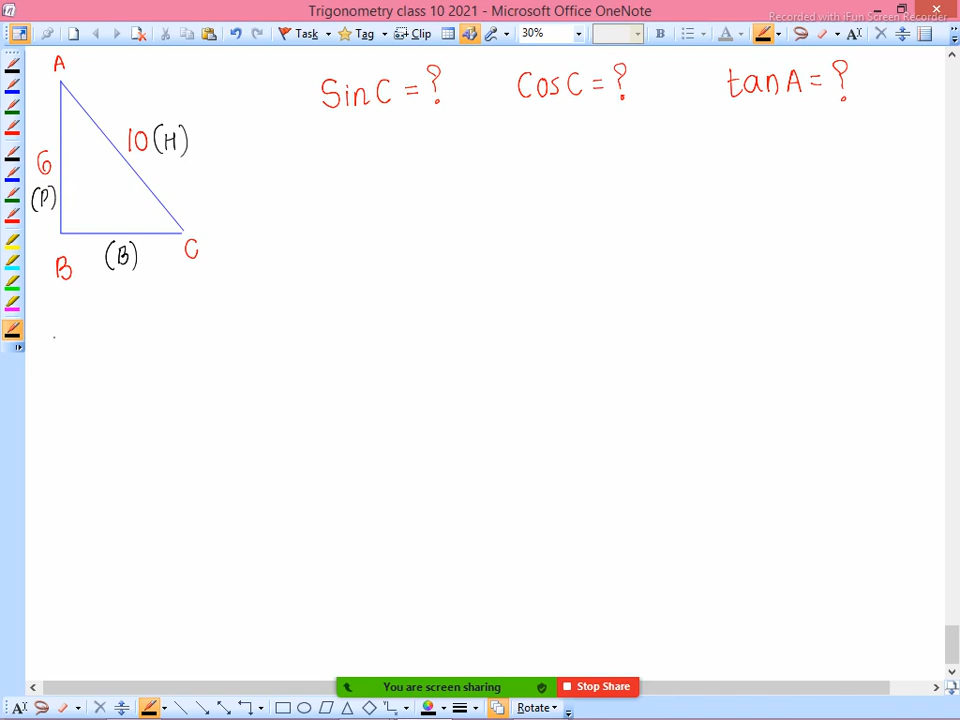 Trigonometry class 10 2021 - Microsoft Office OneNote
Recorded with iFun Screen Recorder
Task Tag Clip 30% B A A
A
Sin C = ? Cos C = ? tan A = ?
10 (H)
6
(P)
(B) C
B
You are screen sharing Stop Share
A Rotate